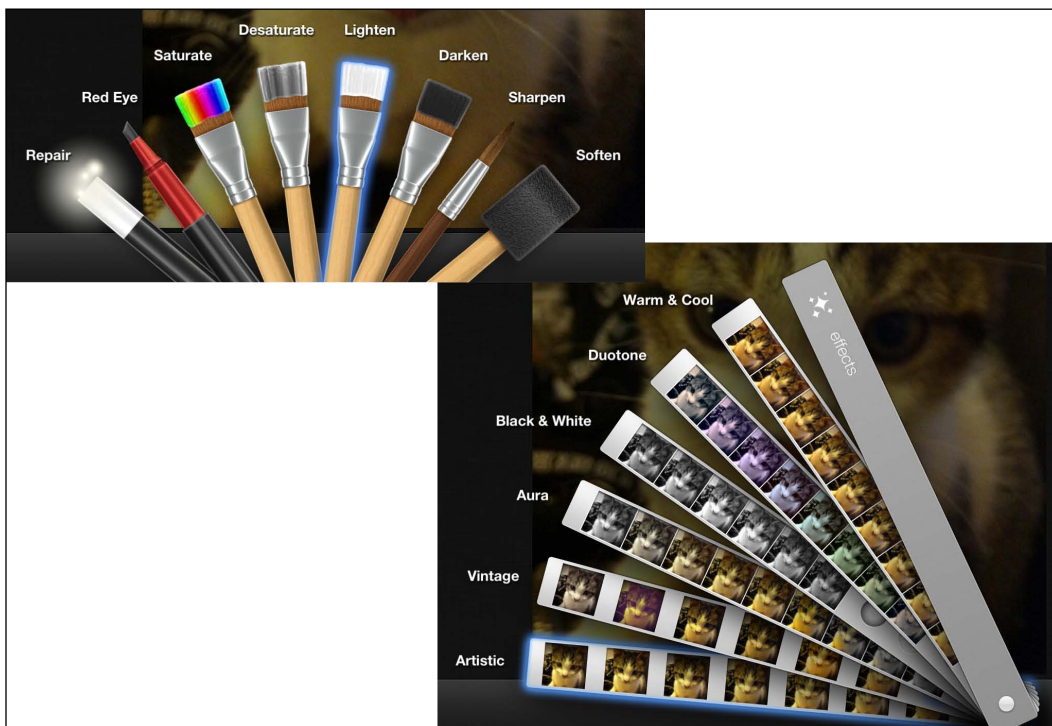 Desaturate
Lighten
Saturate
Darken
Red Eye
Sharpen
Repair
Soften
Warm & Cool
effects
Duotone
Black & White
Aura
Vintage
Artistic